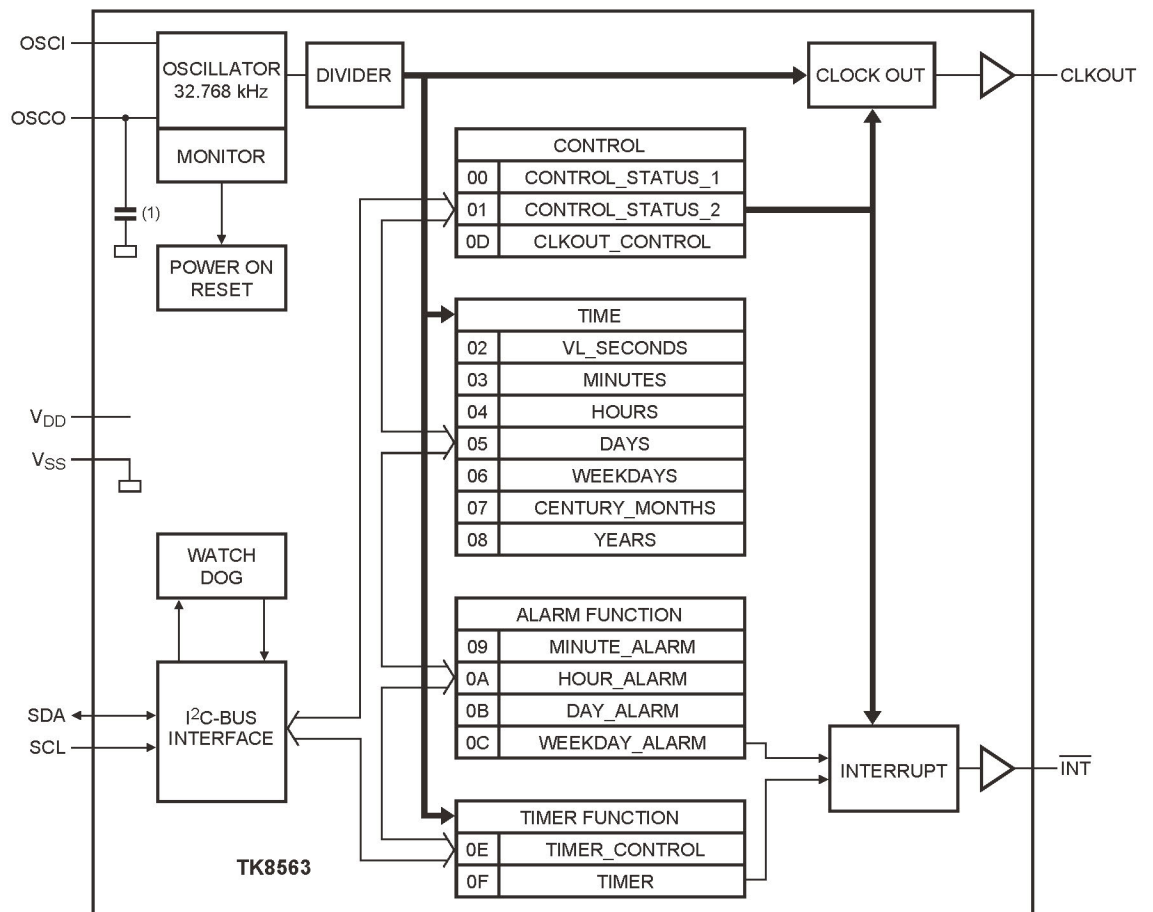 OSCI
OSCILLATOR
32.768 kHz
DIVIDER
CLOCK OUT
CLKOUT
OSCO
MONITOR
(1)
POWER ON
RESET
CONTROL
00 CONTROL_STATUS_1
01 CONTROL_STATUS_2
0D CLKOUT_CONTROL
TIME
02 VL_SECONDS
03 MINUTES
04 HOURS
05 DAYS
06 WEEKDAYS
07 CENTURY_MONTHS
08 YEARS
VDD
VSS
WATCH
DOG
SDA
SCL
I²C-BUS
INTERFACE
ALARM FUNCTION
09 MINUTE_ALARM
0A HOUR_ALARM
0B DAY_ALARM
0C WEEKDAY_ALARM
INTERRUPT
INT
TIMER FUNCTION
0E TIMER_CONTROL
0F TIMER
TK8563